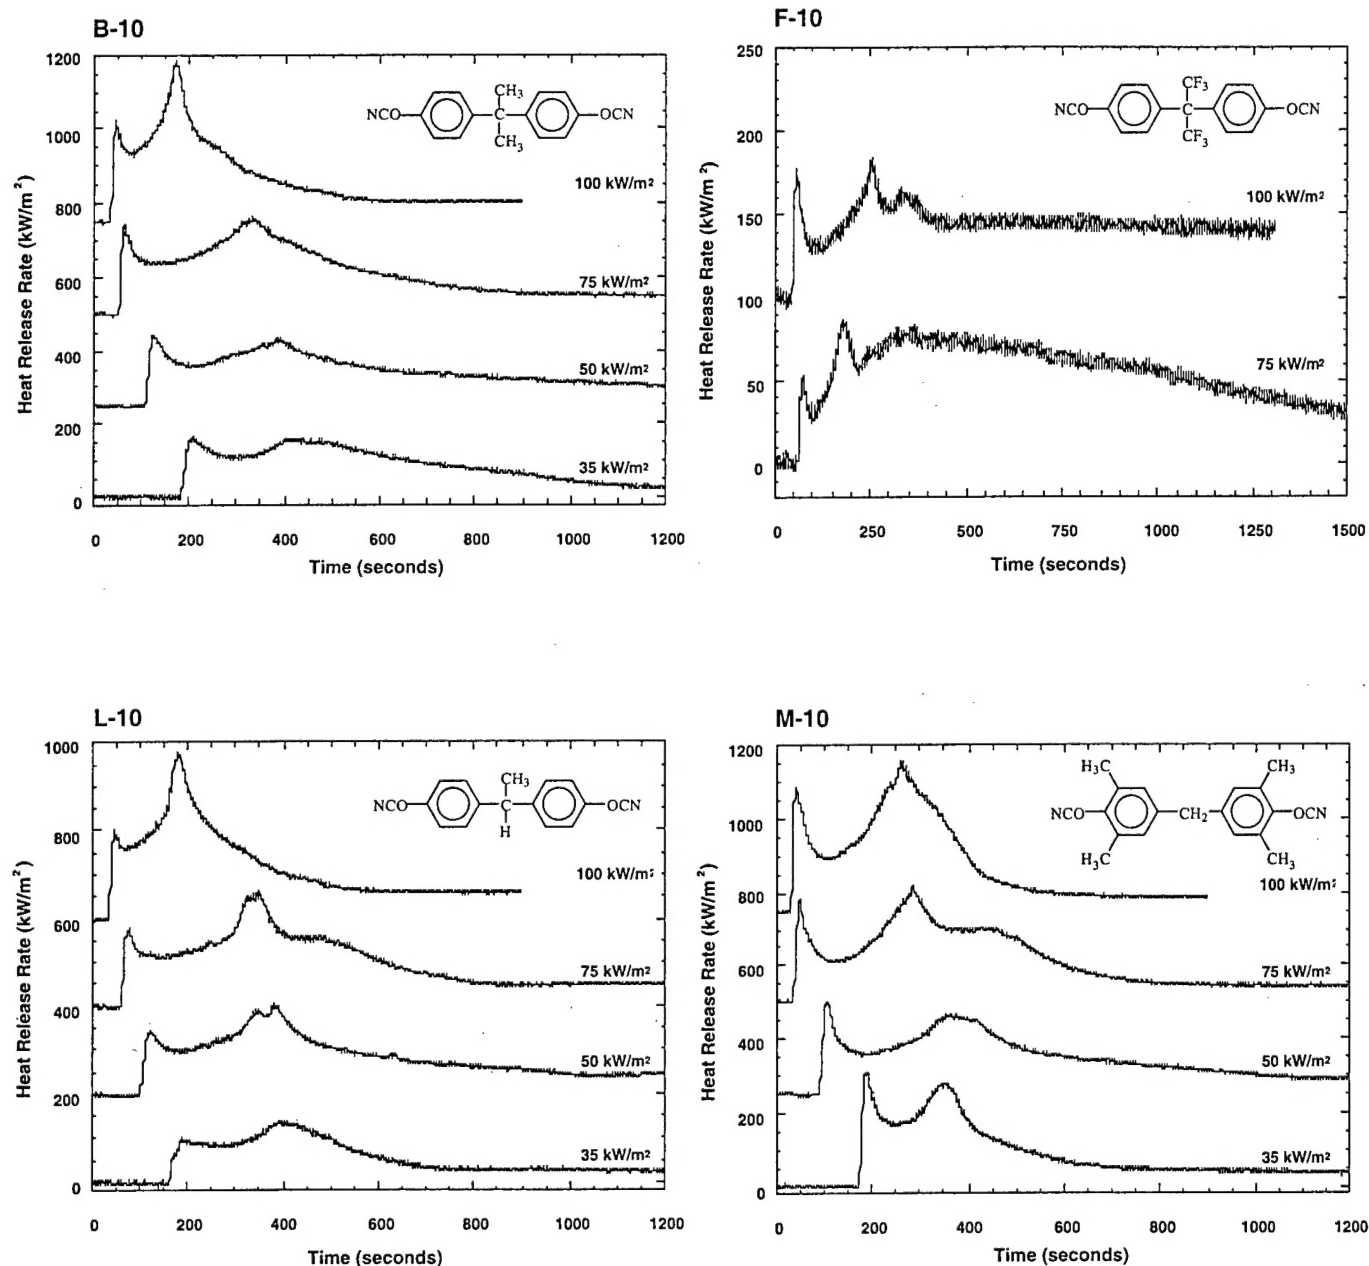 B-10
Heat Release Rate (kW/m²)
1200
1000
800
600
400
200
0
CH₃
NCO
OCN
CH₃
100 kW/m²
75 kW/m²
50 kW/m²
35 kW/m²
0 200 400 600 800 1000 1200
Time (seconds)
F-10
Heat Release Rate (kW/m²)
250
200
150
100
50
0
CF₃
NCO
OCN
CF₃
100 kW/m²
75 kW/m²
0 250 500 750 1000 1250 1500
Time (seconds)
L-10
Heat Release Rate (kW/m²)
1000
800
600
400
200
0
CH₃
NCO
OCN
H
100 kW/m²
75 kW/m²
50 kW/m²
35 kW/m²
0 200 400 600 800 1000 1200
Time (seconds)
M-10
Heat Release Rate (kW/m²)
1200
1000
800
600
400
200
0
H₃C
CH₃
NCO
CH₂
OCN
H₃C
CH₃
100 kW/m²
75 kW/m²
50 kW/m²
35 kW/m²
0 200 400 600 800 1000 1200
Time (seconds)